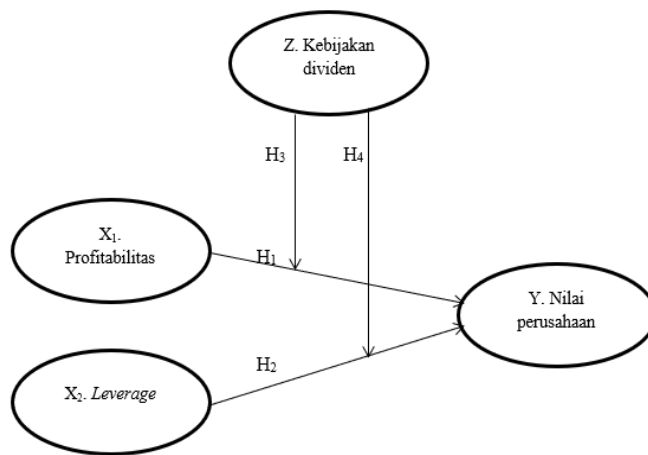 Z. Kebijakan
dividen
H₃
H₄
X₁.
Profitabilitas
H₁
Y. Nilai
perusahaan
H₂
X₂. Leverage